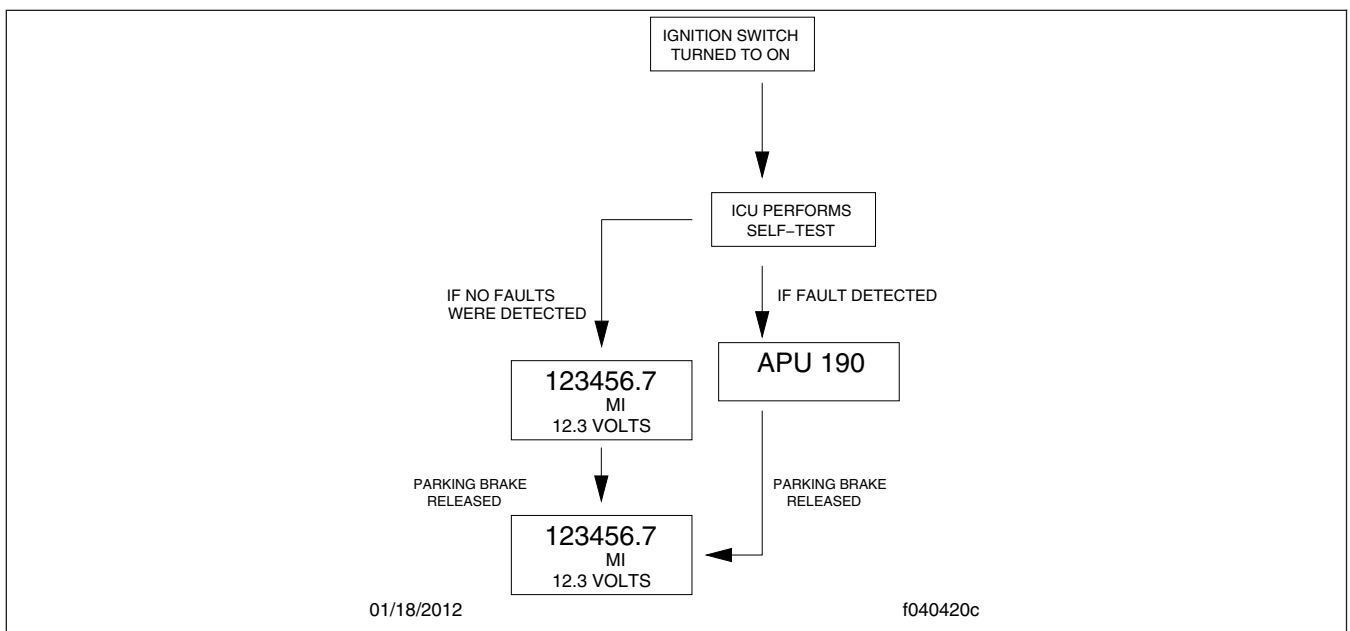 IGNITION SWITCH
TURNED TO ON
ICU PERFORMS
SELF–TEST
IF NO FAULTS
WERE DETECTED
IF FAULT DETECTED
123456.7
MI
12.3 VOLTS
APU 190
PARKING BRAKE
RELEASED
PARKING BRAKE
RELEASED
123456.7
MI
12.3 VOLTS
01/18/2012
f040420c